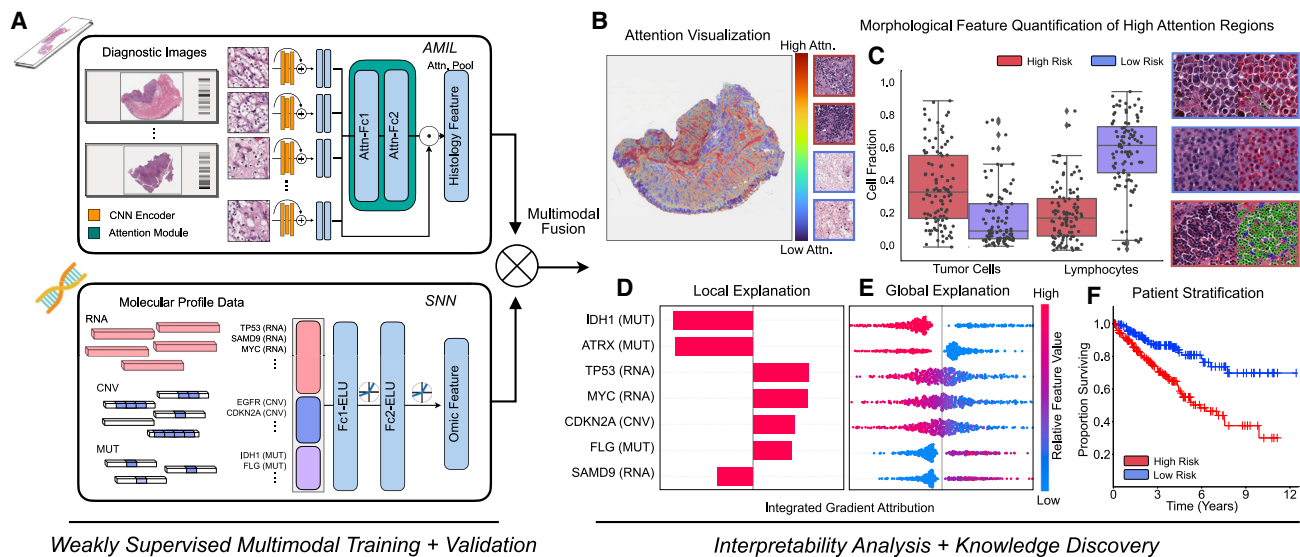 A
Diagnostic Images
AMIL
Attn. Pool
Attn-Fc1
Attn-Fc2
Histology Feature
CNN Encoder
Attention Module
Multimodal
Fusion
Molecular Profile Data
SNN
RNA
TP53 (RNA)
SAMD9 (RNA)
MYC (RNA)
CNV
EGFR (CNV)
CDKN2A (CNV)
MUT
IDH1 (MUT)
FLG (MUT)
Fc1-ELU
Fc2-ELU
Omic Feature
Weakly Supervised Multimodal Training + Validation
B
Attention Visualization
High Attn.
Low Attn.
Morphological Feature Quantification of High Attention Regions
C
High Risk
Low Risk
Cell Fraction
1,0
0,8
0.6
0.4
0.2
0,0
Tumor Cells
Lymphocytes
D
Local Explanation
IDH1 (MUT)
ATRX (MUT)
TP53 (RNA)
MYC (RNA)
CDKN2A (CNV)
FLG (MUT)
SAMD9 (RNA)
E
Global Explanation
High
Relative Feature Value
Low
Integrated Gradient Attribution
F
Patient Stratification
Proportion Surviving
1.0
0.8
0.6
0.4
0.2
High Risk
Low Risk
0
3
6
9
12
Time (Years)
Interpretability Analysis + Knowledge Discovery